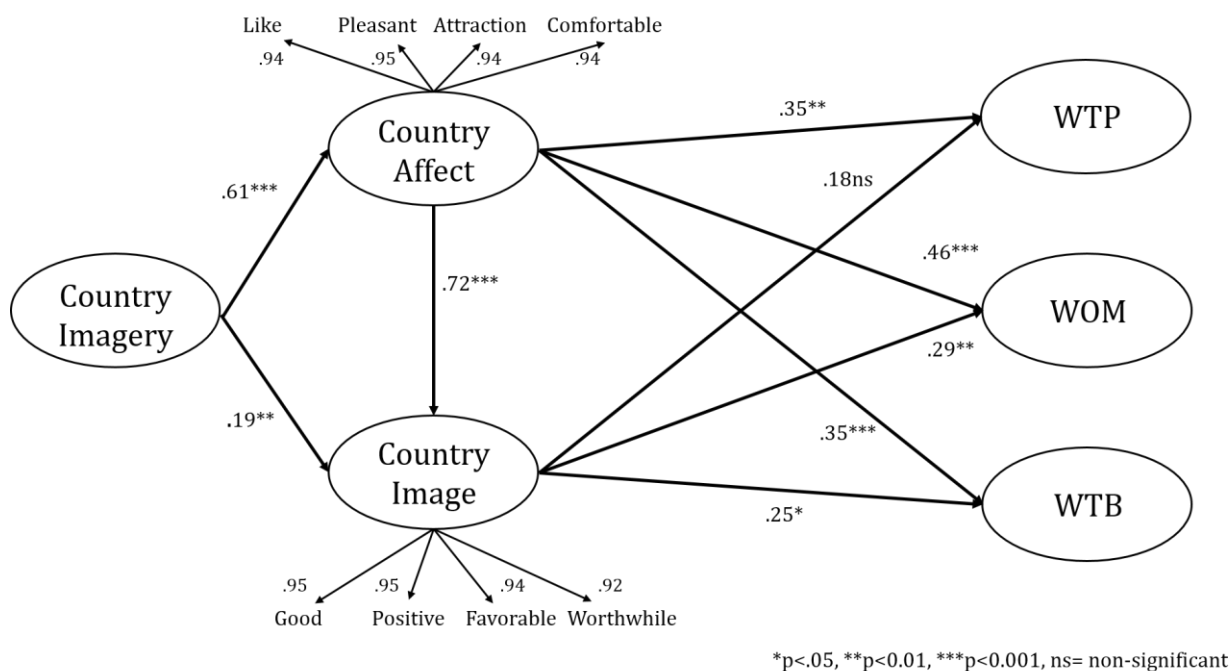 Like Pleasant Attraction Comfortable
.94 .95 .94 .94
Country
Affect
.35**
WTP
.18ns
.61***
.46***
.72***
Country
Imagery
WOM
.29**
.19**
.35***
Country
Image
.25*
WTB
.95 .95 .94 .92
Good Positive Favorable Worthwhile
*p<.05, **p<0.01, ***p<0.001, ns= non-significant